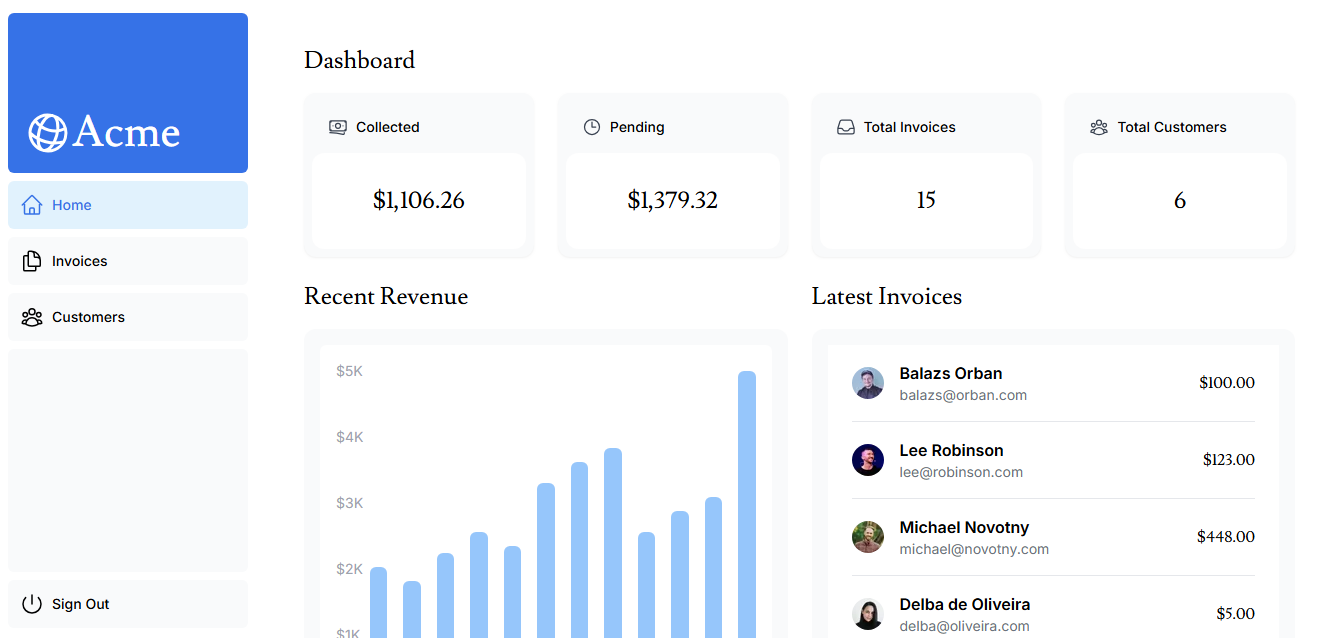 Acme
Home
Invoices
Customers
Sign Out
Dashboard
Collected
$1,106.26
Pending
$1,379.32
Total Invoices
15
Total Customers
6
Recent Revenue
$5K
$4K
$3K
$2K
$1K
Latest Invoices
Balazs Orban
balazs@orban.com
$100.00
Lee Robinson
lee@robinson.com
$123.00
Michael Novotny
michael@novotny.com
$448.00
Delba de Oliveira
delba@oliveira.com
$5.00